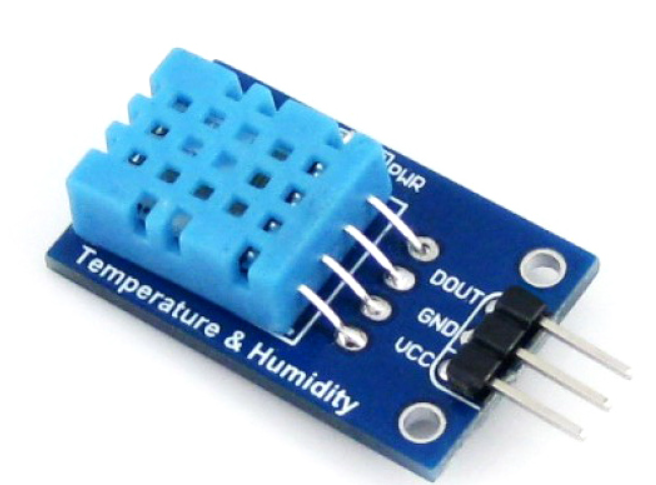 PWR
DOUT
GND
VCC
Temperature & Humidity